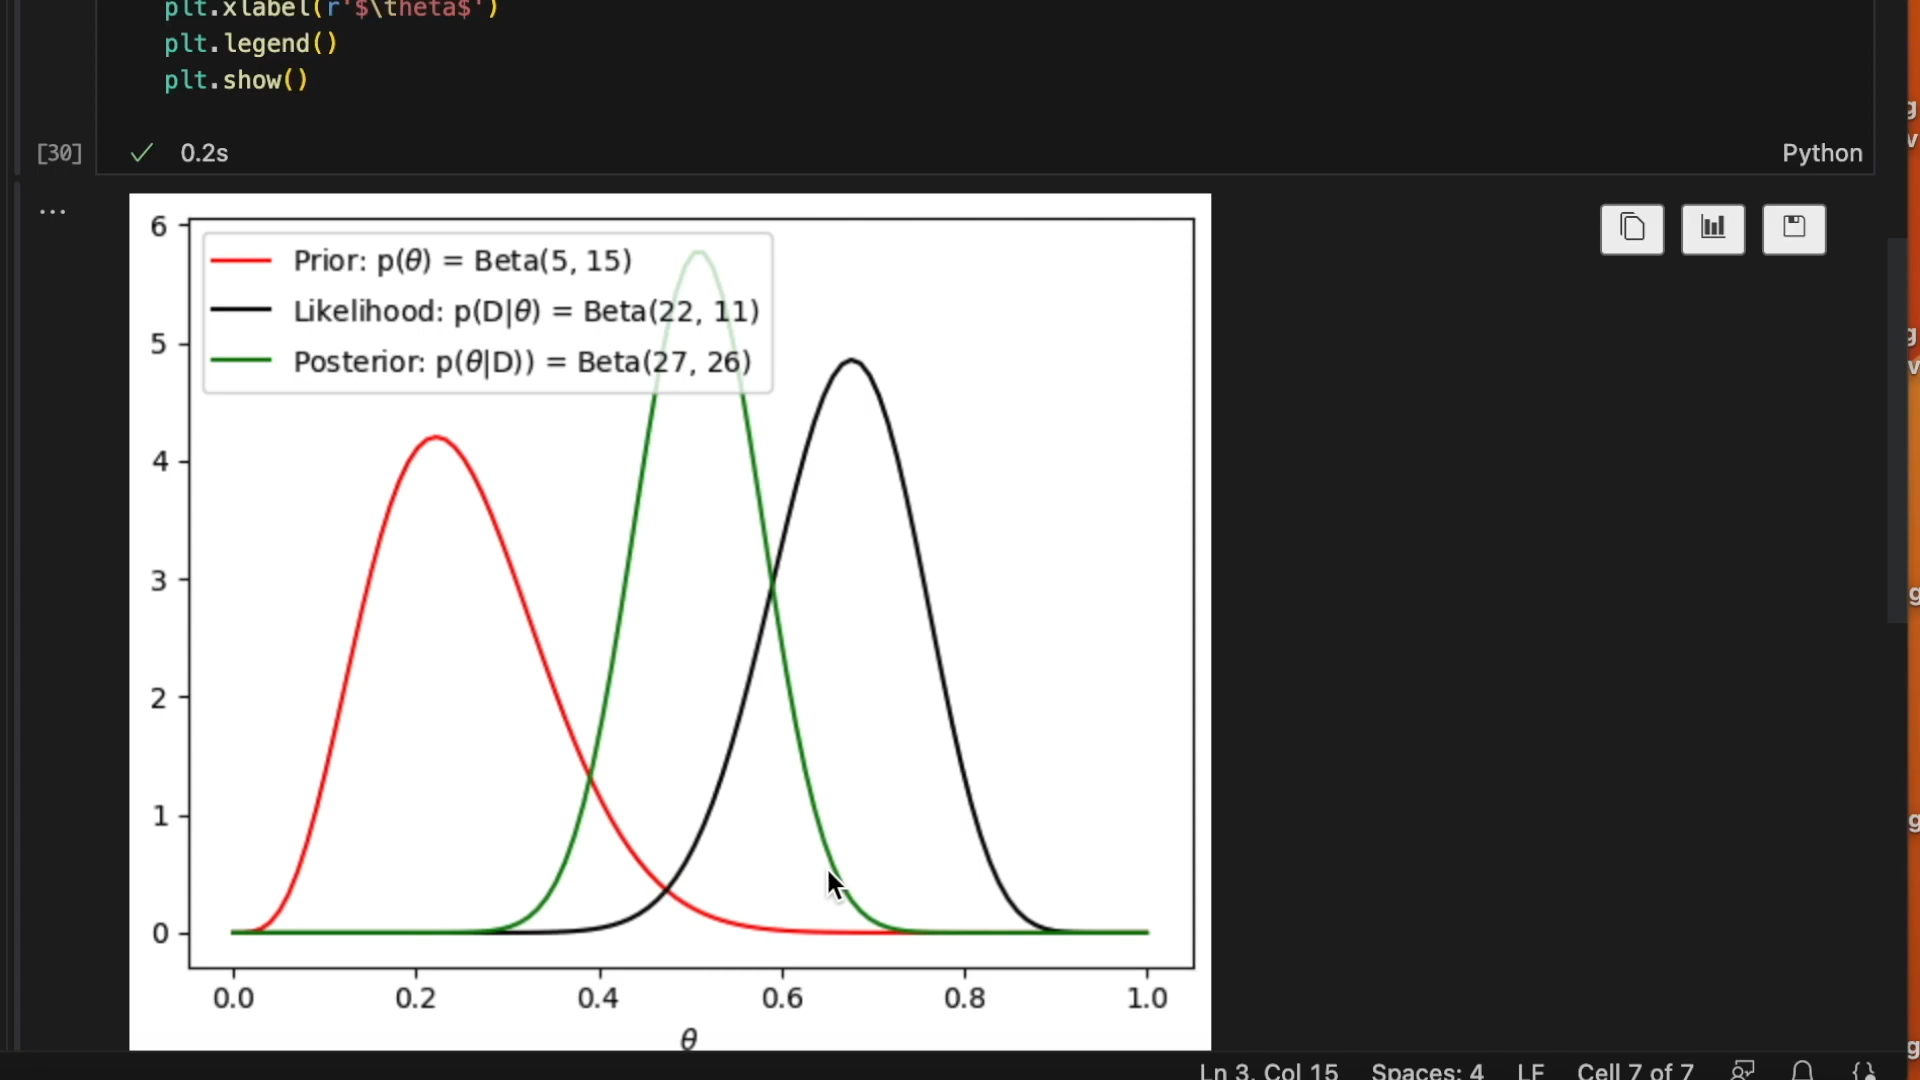 plt.xlabel(r'$\theta$')
plt.legend()
plt.show()
[30]
0.2s
Python
...
6
5
4
3
2
1
0
Prior: p(θ) = Beta(5, 15)
Likelihood: p(D|θ) = Beta(22, 11)
Posterior: p(θ|D)) = Beta(27, 26)
0.0 0.2 0.4 0.6 0.8 1.0
θ
Ln 3, Col 15 Spaces: 4 LF Cell 7 of 7